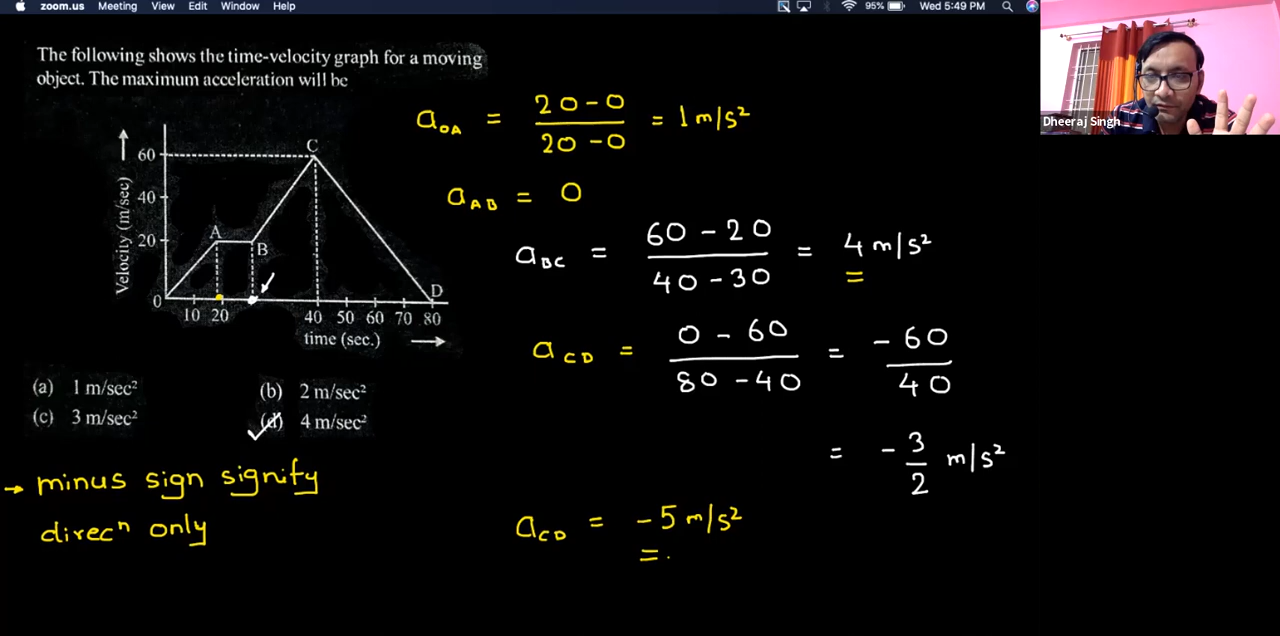 zoom.us Meeting View Edit Window Help 95% Wed 5:49 PM
The following shows the time-velocity graph for a moving
object. The maximum acceleration will be
Dheeraj Singh
a_OA = 20 - 0 / 20 - 0 = 1 m/s²
a_AB = 0
a_BC = 60 - 20 / 40 - 30 = 4 m/s²
a_CD = 0 - 60 / 80 - 40 = - 60 / 40
= - 3/2 m/s²
a_CD = - 5 m/s²
=
Velocity (m/sec)
60
40
20
0
A
B
C
D
10 20 40 50 60 70 80
time (sec.)
(a) 1 m/sec² (b) 2 m/sec²
(c) 3 m/sec² (d) 4 m/sec²
→ minus sign signify
direcⁿ only